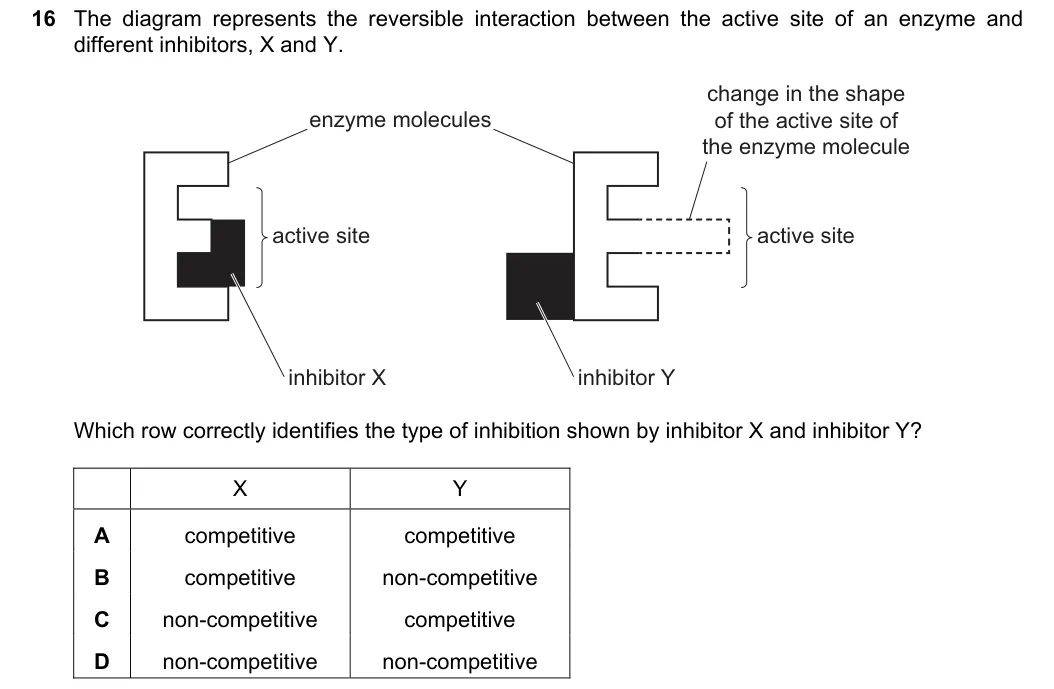 16 The diagram represents the reversible interaction between the active site of an enzyme and
different inhibitors, X and Y.
change in the shape
of the active site of
the enzyme molecule
enzyme molecules
active site
active site
inhibitor X
inhibitor Y
Which row correctly identifies the type of inhibition shown by inhibitor X and inhibitor Y?
X Y
A competitive competitive
B competitive non-competitive
C non-competitive competitive
D non-competitive non-competitive